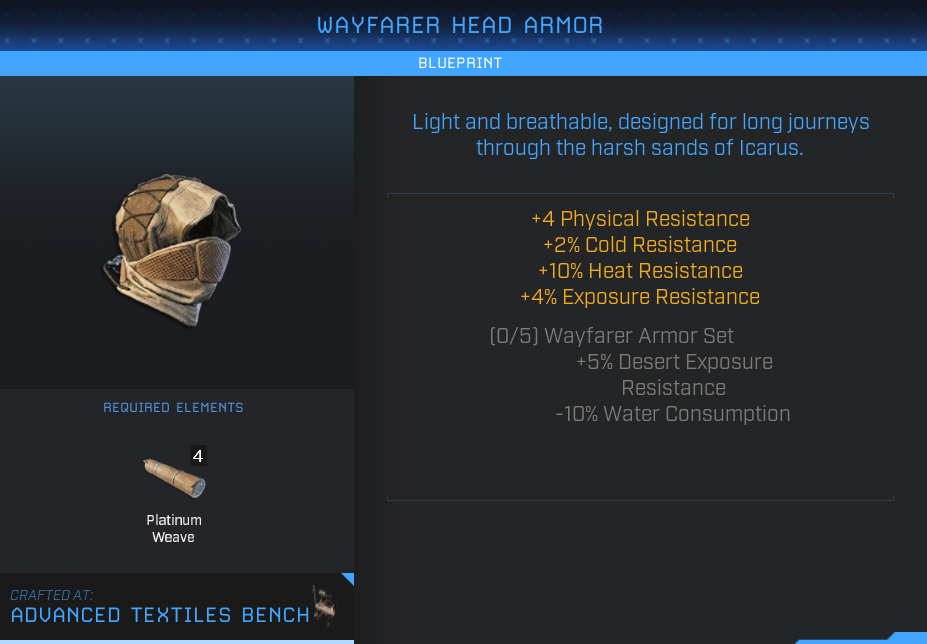 WAYFARER HEAD ARMOR
BLUEPRINT
Light and breathable, designed for long journeys
through the harsh sands of Icarus.
+4 Physical Resistance
+2% Cold Resistance
+10% Heat Resistance
+4% Exposure Resistance
(0/5) Wayfarer Armor Set
+5% Desert Exposure
Resistance
-10% Water Consumption
REQUIRED ELEMENTS
4
Platinum
Weave
CRAFTED AT:
ADVANCED TEXTILES BENCH